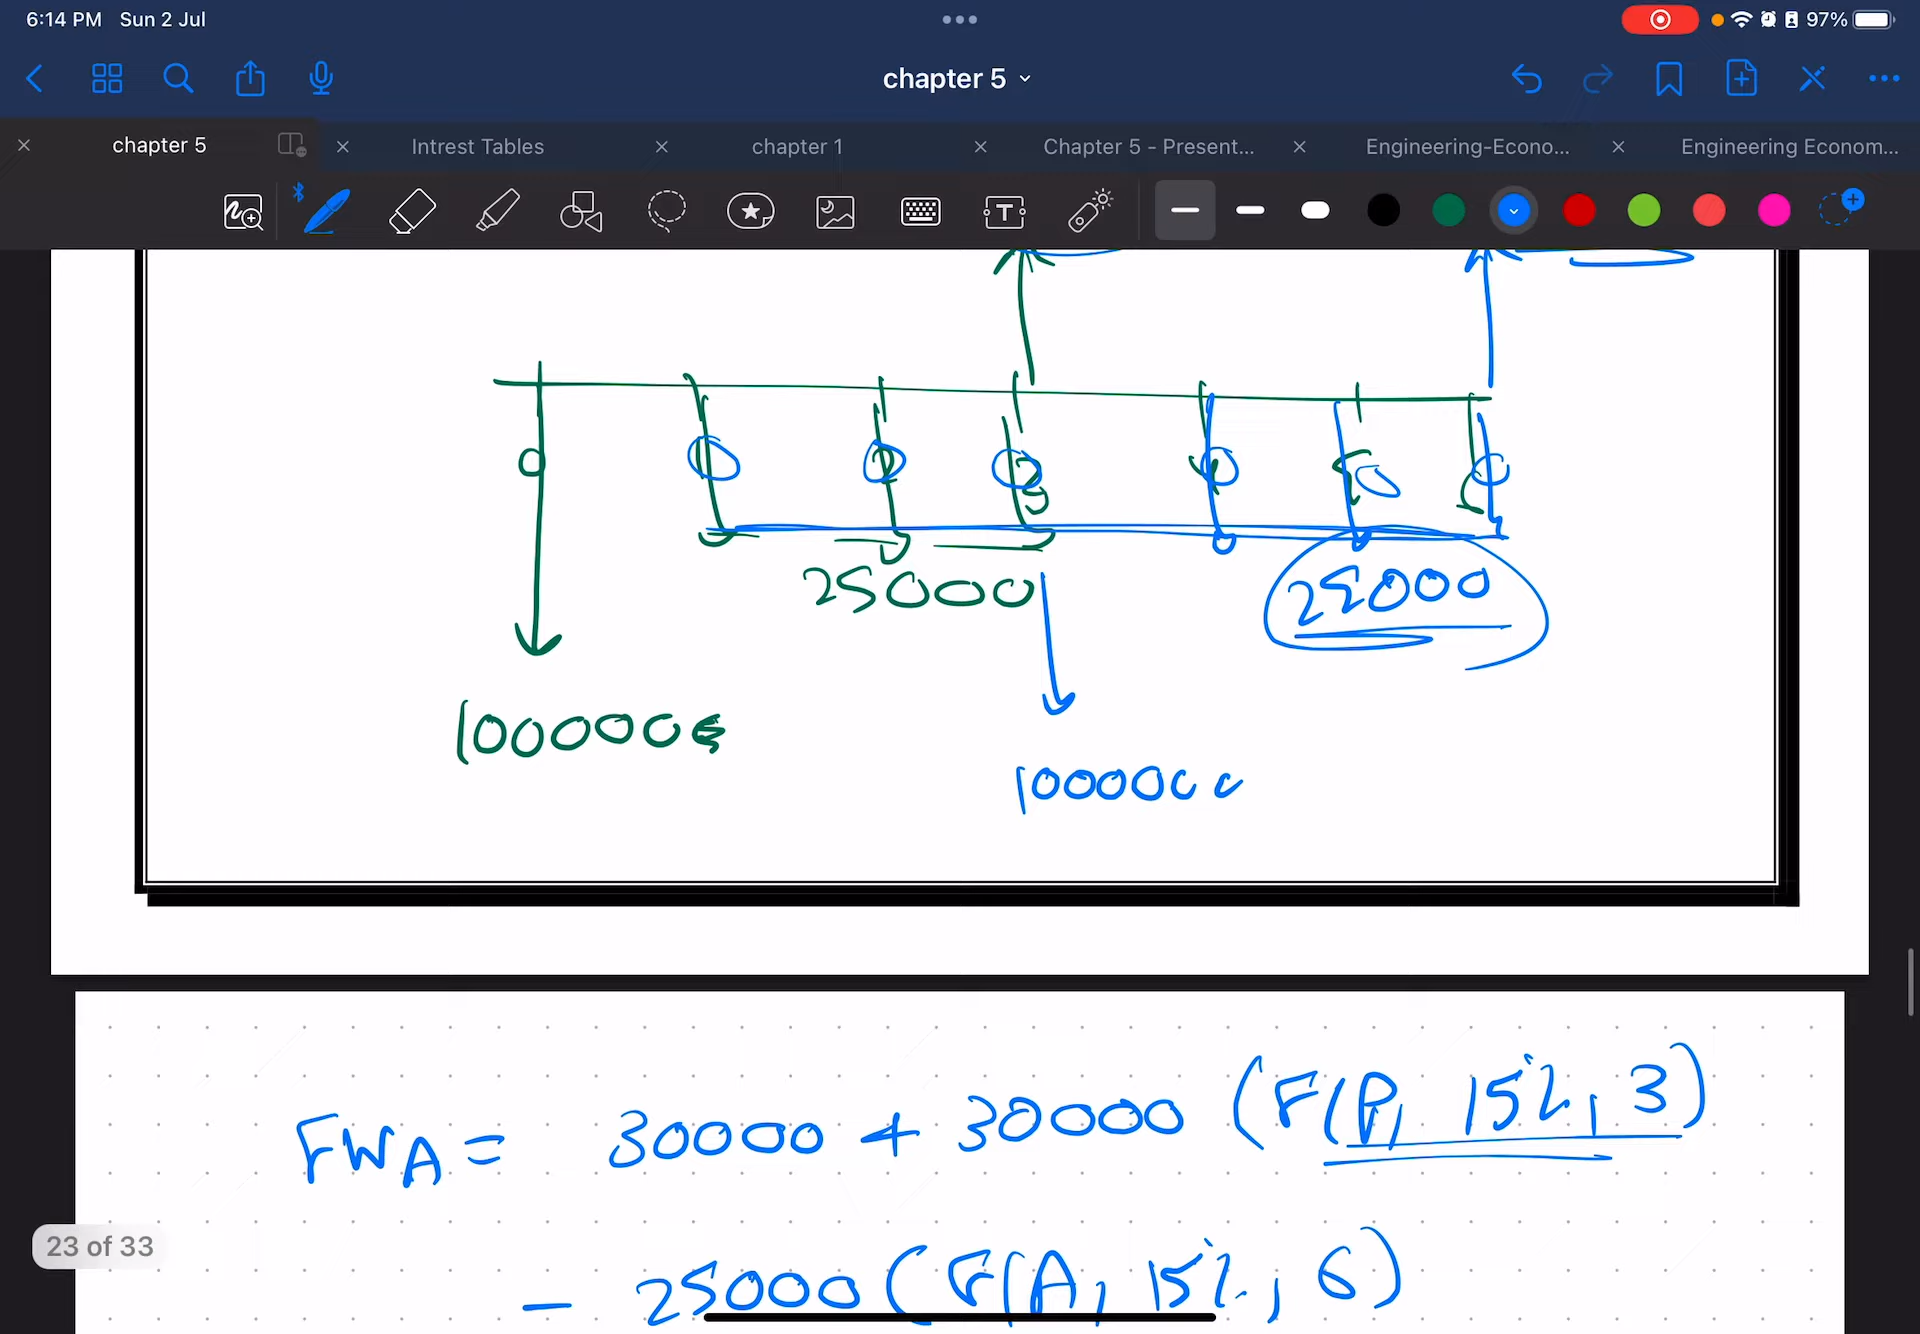 6:14 PM Sun 2 Jul
97%
chapter 5
chapter 5
Intrest Tables
chapter 1
Chapter 5 - Present...
Engineering-Econo...
Engineering Econom...
0 2 3 4 5 6
25000 25000
100000
100000
FWA = 30000 + 30000 (F/P, 15%, 3)
23 of 33
- 25000 (F/A, 15%, 6)